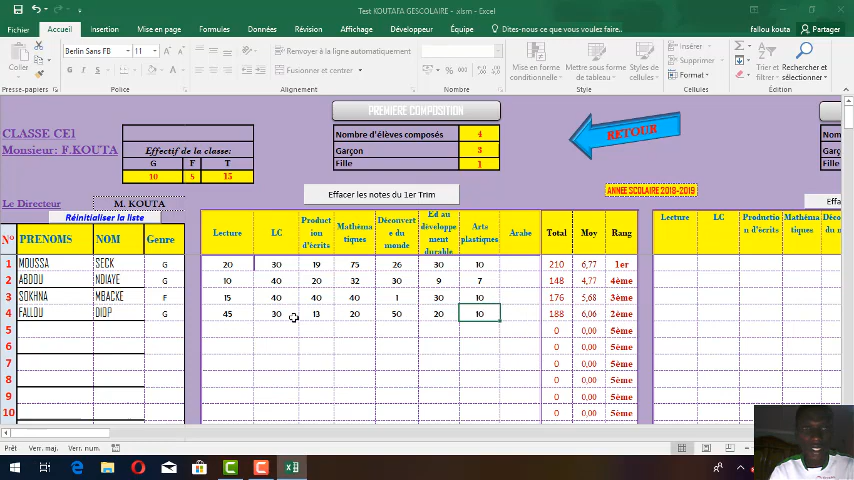 Test KOUTAFA GESCOLAIRE - .xlsm - Excel
Fichier Accueil Insertion Mise en page Formules Données Révision Affichage Développeur Équipe Dites-nous ce que vous voulez faire.. fallou kouta Partager
Coller
Berlin Sans FB 11
G I S
Renvoyer à la ligne automatiquement
Fusionner et centrer
% 000
Mise en forme conditionnelle
Mettre sous forme de tableau
Styles de cellules
Insérer
Supprimer
Format
Trier et filtrer
Rechercher et sélectionner
Presse-papiers Police Alignement Nombre Style Cellules Édition
PREMIERE COMPOSITION
CLASSE CE1
Monsieur: F.KOUTA
Effectif de la classe:
G F T
10 5 15
Nombre d'élèves composés 4
Garçon 3
Fille 1
RETOUR
Effacer les notes du 1er Trim
ANNEE SCOLAIRE 2018-2019
Le Directeur M. KOUTA
Réinitialiser la liste
N° PRENOMS NOM Genre Lecture LC Production d'écrits Mathématiques Découverte du monde Ed au développement durable Arts plastiques Arabe Total Moy Rang Lecture LC Production d'écrits
1 MOUSSA SECK G 20 30 19 75 26 30 10 210 6,77 1er
2 ABDOU NDIAYE G 10 40 20 32 30 9 7 148 4,77 4ème
3 SOKHNA MBACKE F 15 40 40 40 1 30 10 176 5,68 3ème
4 FALLOU DIOP G 45 30 13 20 50 20 10 188 6,06 2ème
5 0 0,00 5ème
6 0 0,00 5ème
7 0 0,00 5ème
8 0 0,00 5ème
9 0 0,00 5ème
10 0 0,00 5ème
Prêt Verr. maj. Verr. num.